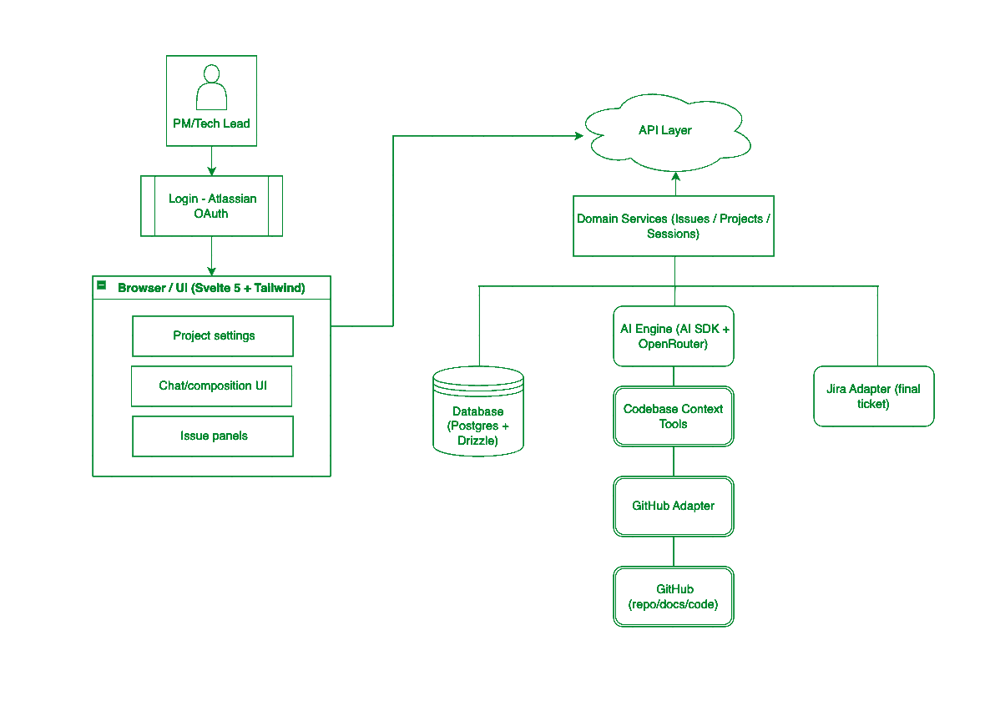 PM/Tech Lead
Login - Atlassian
OAuth
Browser / UI (Svelte 5 + Tailwind)
Project settings
Chat/composition UI
Issue panels
API Layer
Domain Services (Issues / Projects /
Sessions)
AI Engine (AI SDK +
OpenRouter)
Database
(Postgres +
Drizzle)
Codebase Context
Tools
Jira Adapter (final
ticket)
GitHub Adapter
GitHub
(repo/docs/code)